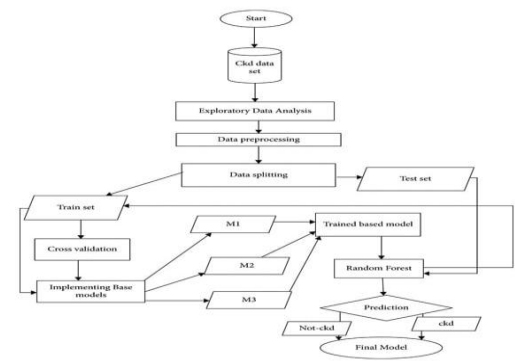 Start
Ckd data
set
Exploratory Data Analysis
Data preprocessing
Data splitting
Test set
Train set
M1
Trained based model
Cross validation
M2
Random Forest
Implementing Base
models
M3
Prediction
Not-ckd
ckd
Final Model